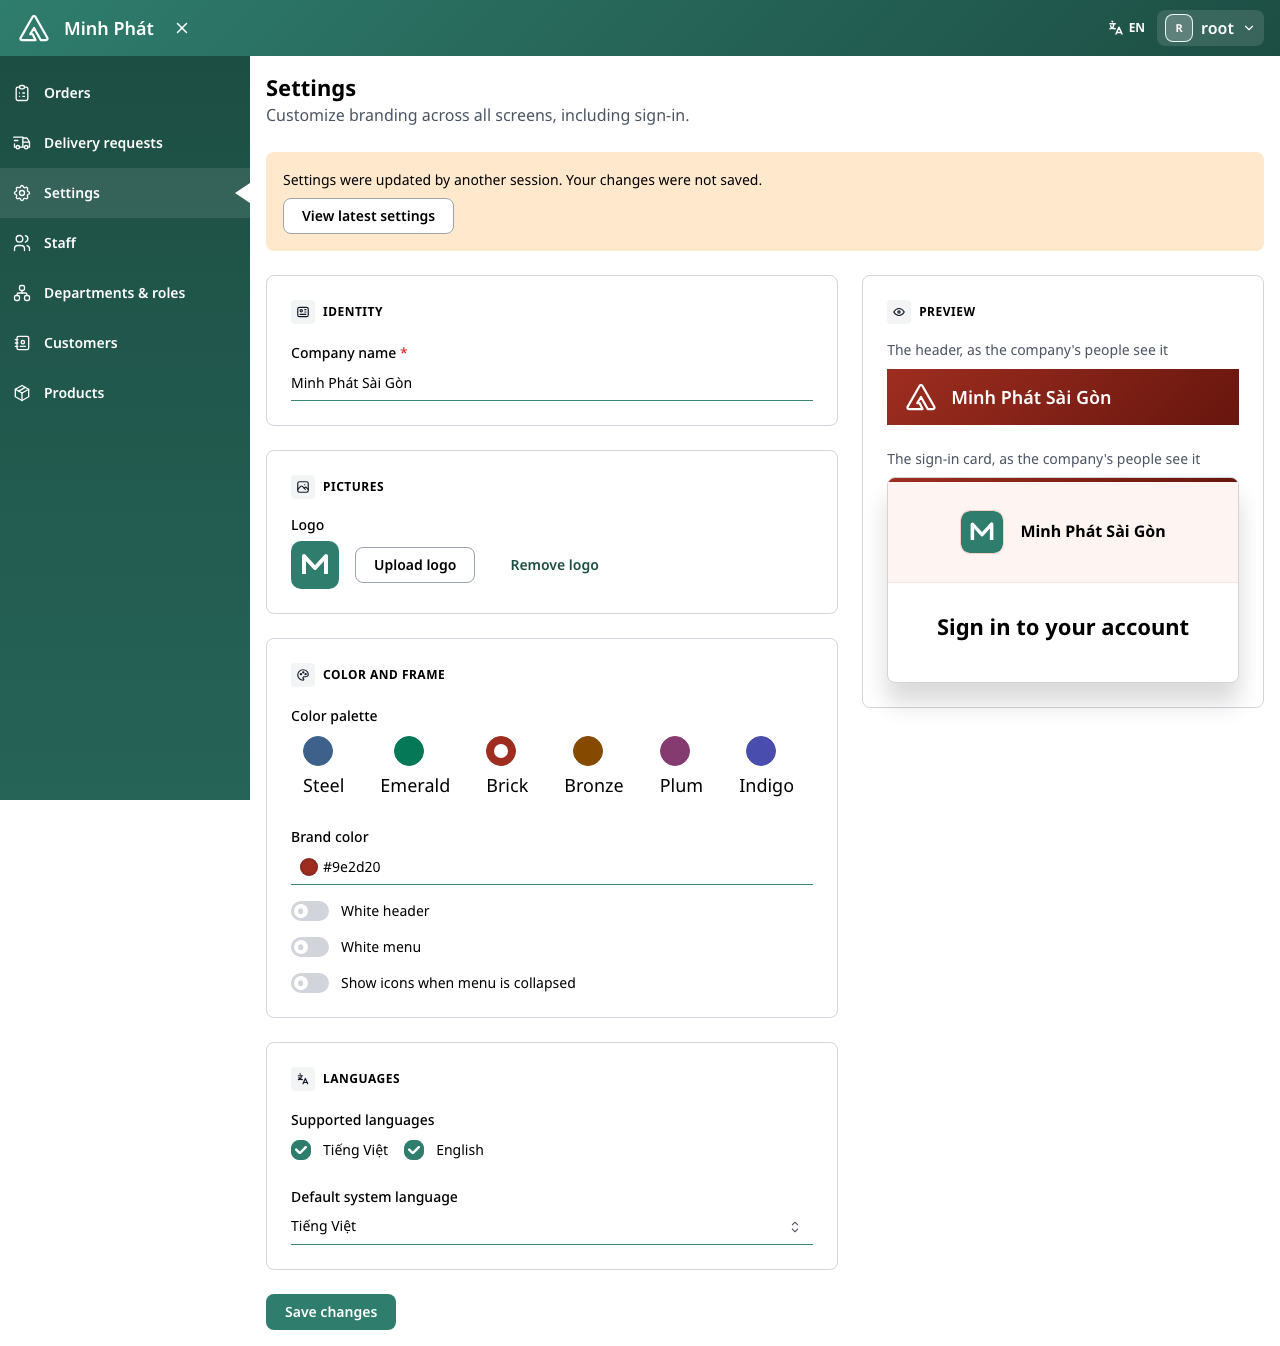 Minh Phát
EN
R
root
Orders
Delivery requests
Settings
Staff
Departments & roles
Customers
Products
Settings
Customize branding across all screens, including sign-in.
Settings were updated by another session. Your changes were not saved.
View latest settings
IDENTITY
Company name *
Minh Phát Sài Gòn
PICTURES
Logo
M
Upload logo
Remove logo
COLOR AND FRAME
Color palette
Steel
Emerald
Brick
Bronze
Plum
Indigo
Brand color
#9e2d20
White header
White menu
Show icons when menu is collapsed
LANGUAGES
Supported languages
Tiếng Việt
English
Default system language
Tiếng Việt
Save changes
PREVIEW
The header, as the company's people see it
Minh Phát Sài Gòn
The sign-in card, as the company's people see it
M
Minh Phát Sài Gòn
Sign in to your account